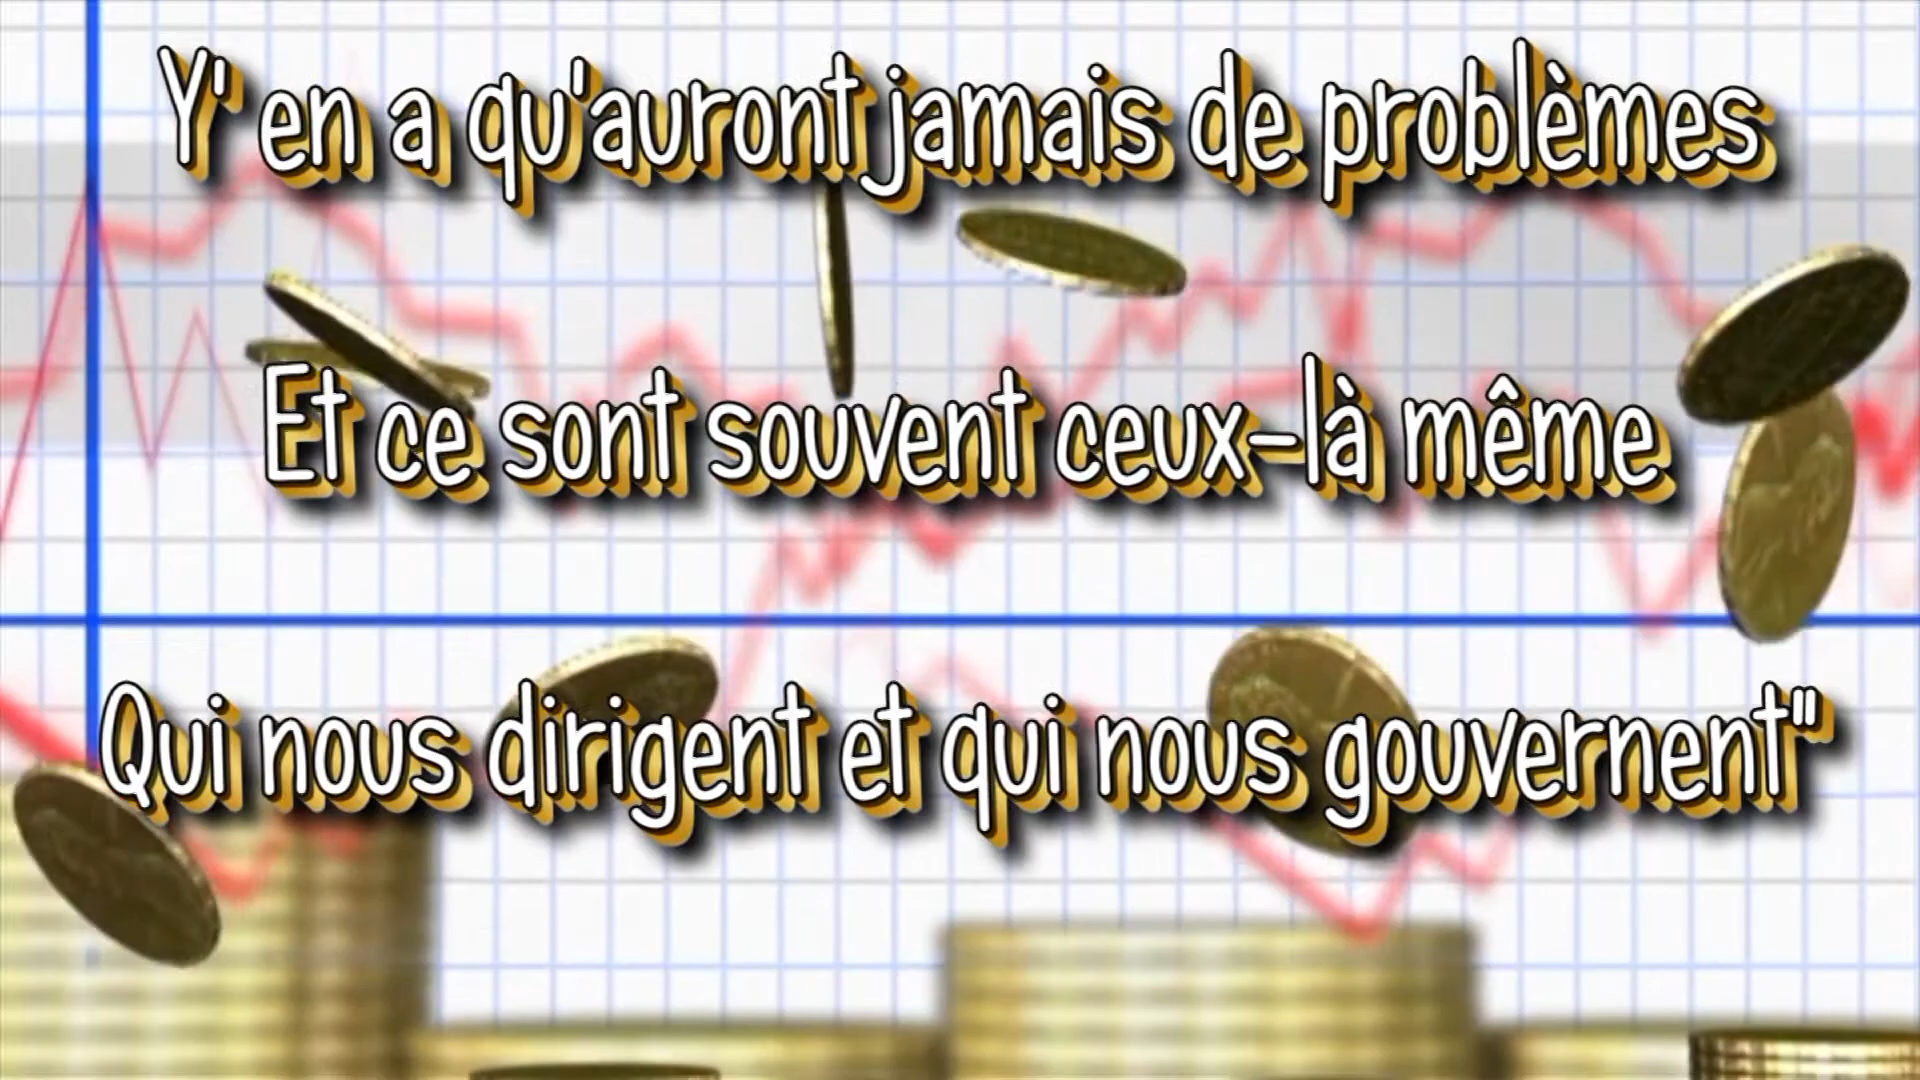 Y' en a qu'auront jamais de problèmes
Et ce sont souvent ceux-là même
Qui nous dirigent et qui nous gouvernent"